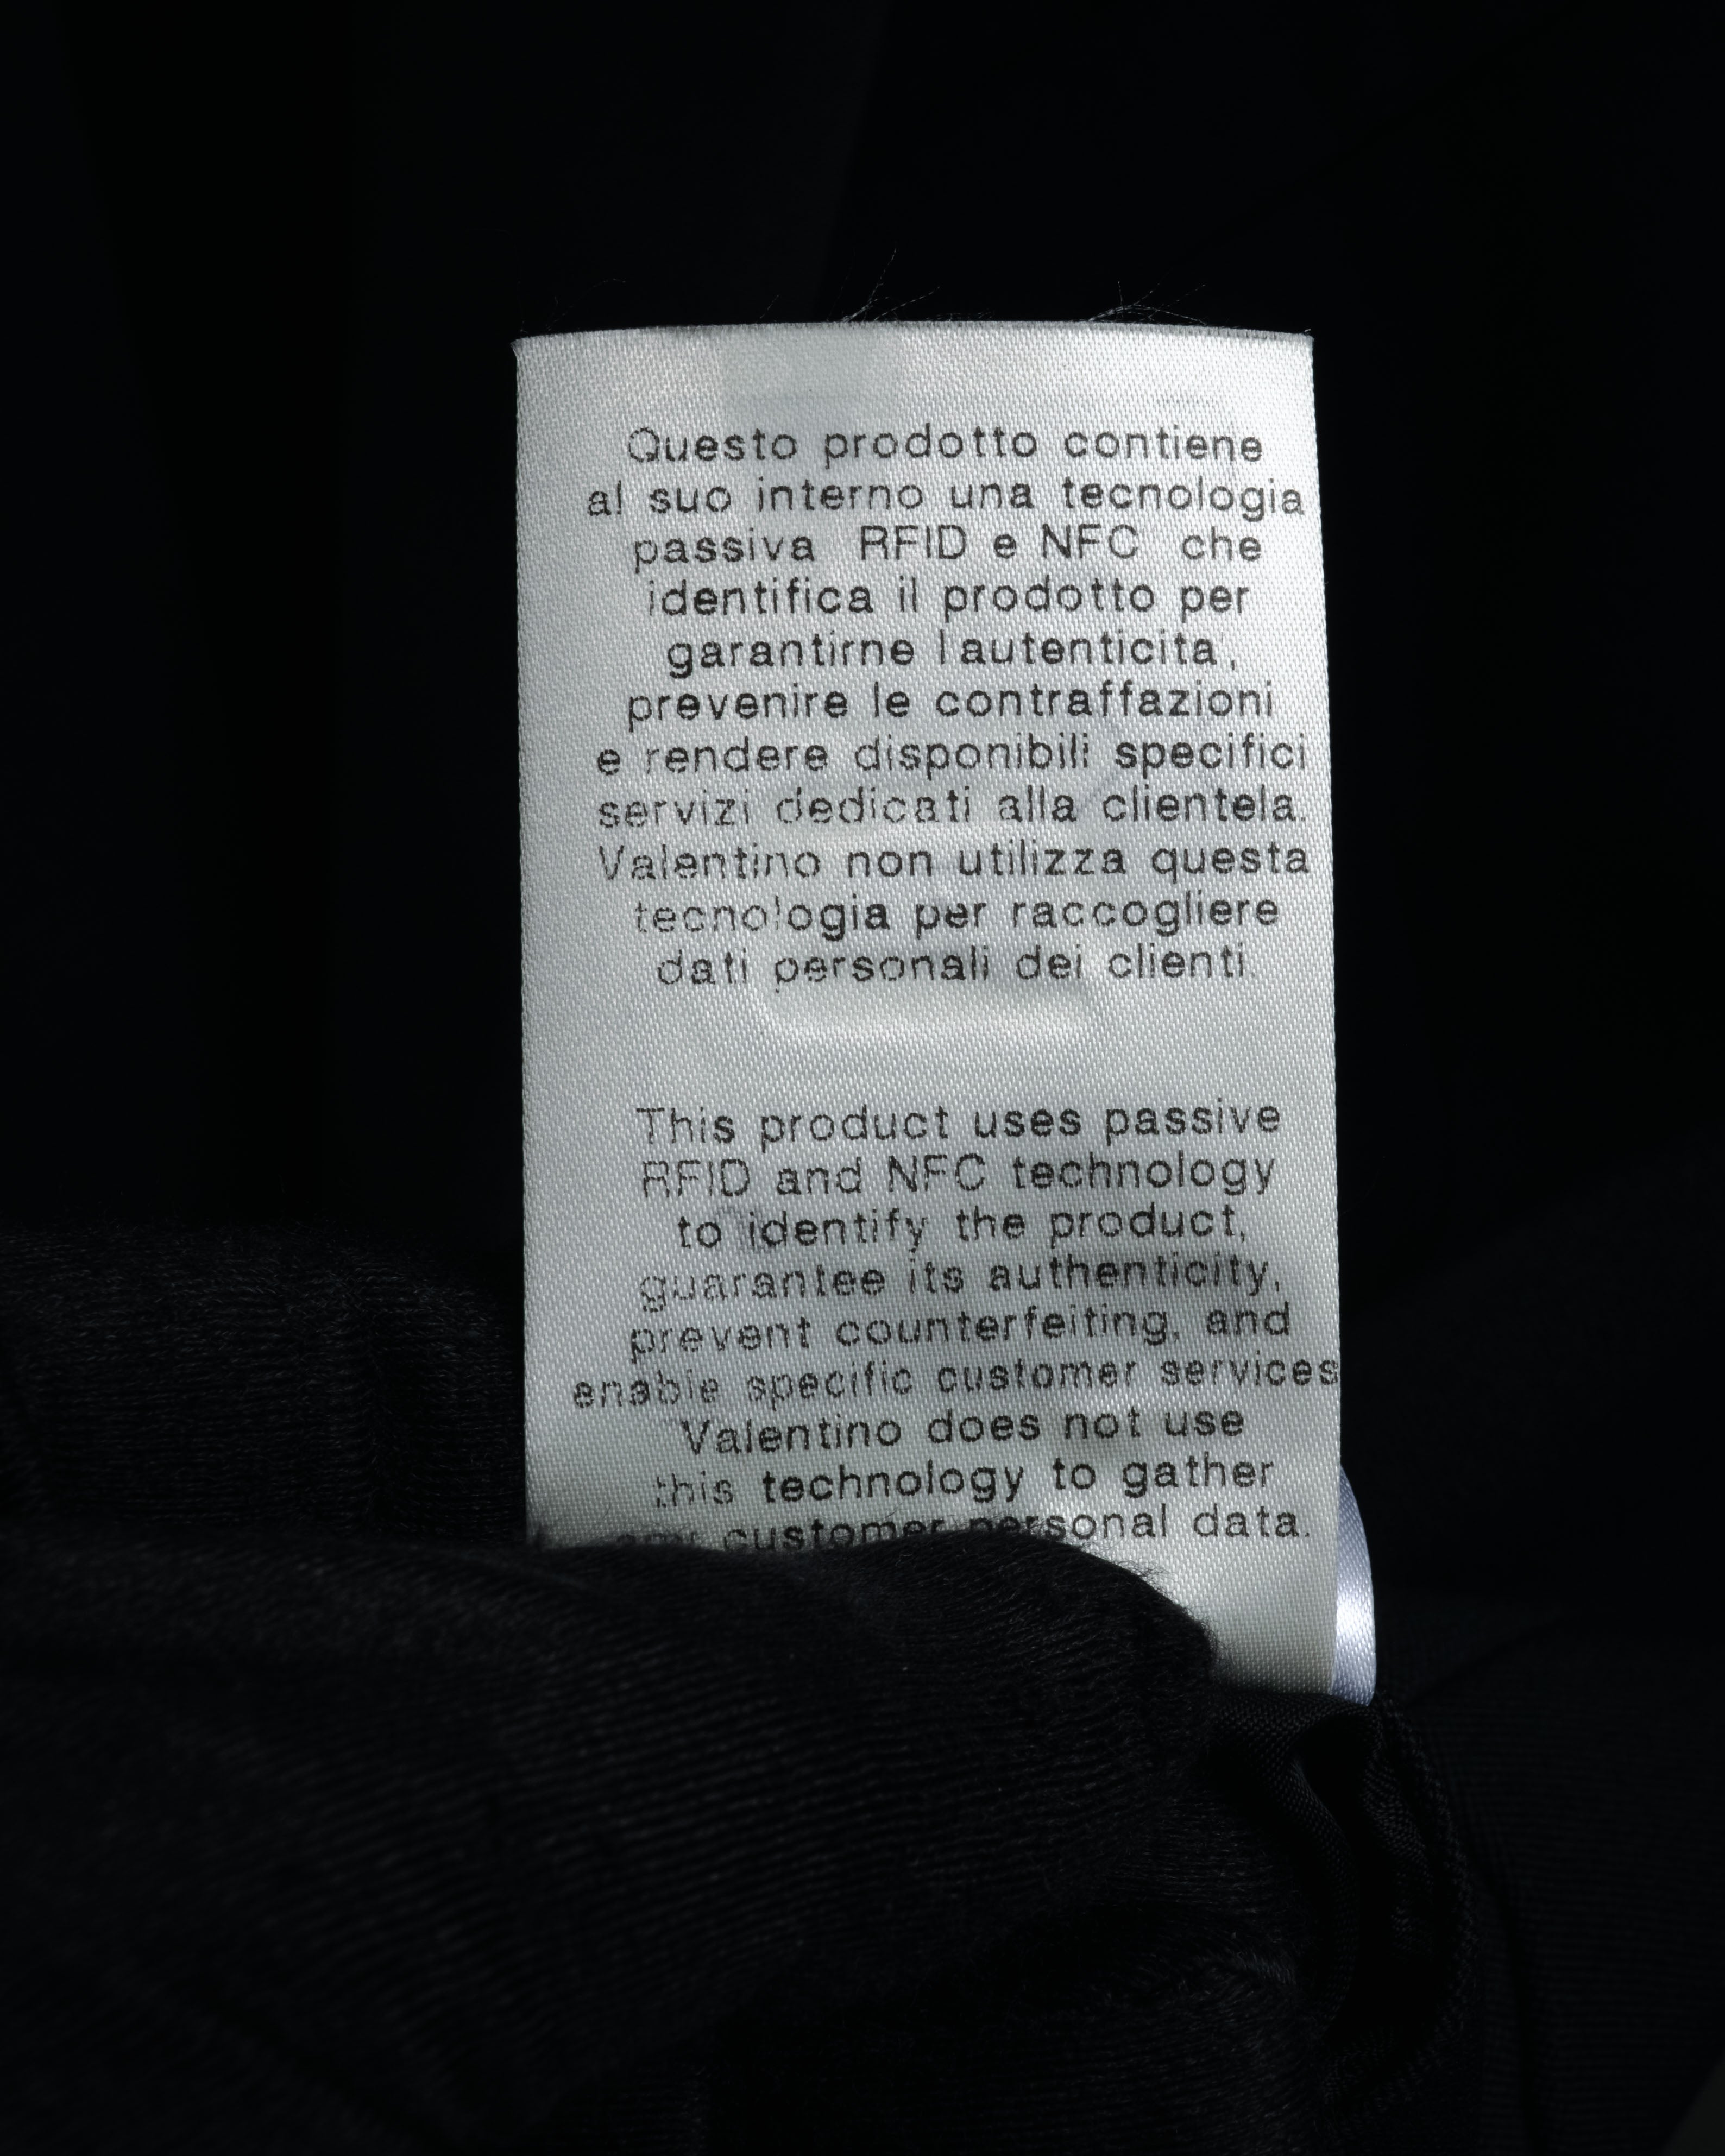 Questo prodotto contiene
al suo interno una tecnologia
passiva RFID e NFC che
identifica il prodotto per
garantirne l'autenticita',
prevenire le contraffazioni
e rendere disponibili specifici
servizi dedicati alla clientela.
Valentino non utilizza questa
tecnologia per raccogliere
dati personali dei clienti.
This product uses passive
RFID and NFC technology
to identify the product,
guarantee its authenticity,
prevent counterfeiting, and
enable specific customer services
Valentino does not use
this technology to gather
any customer personal data.